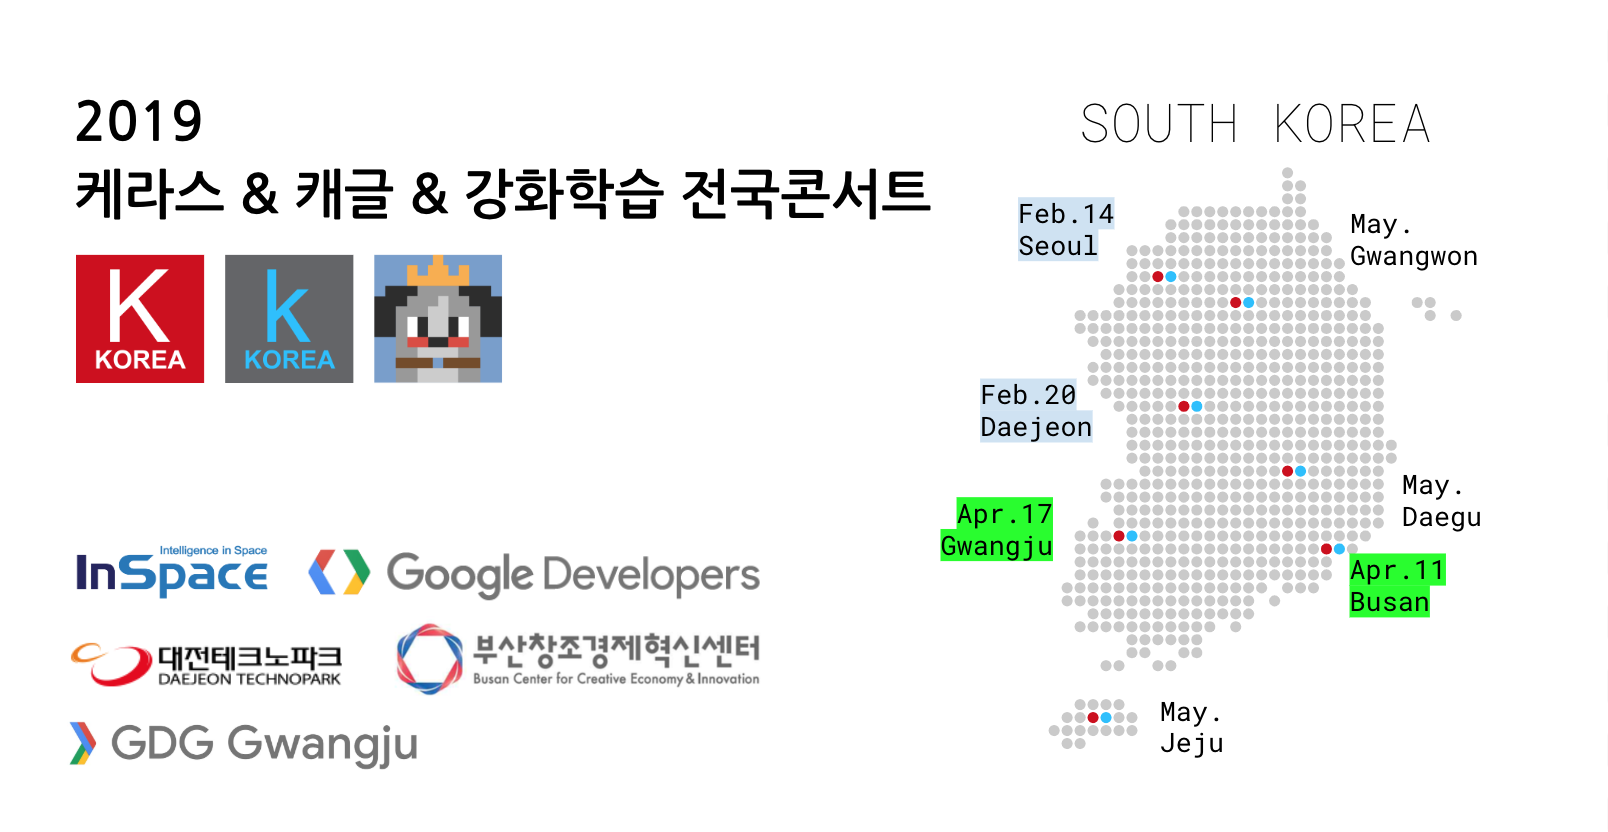 2019
케라스 & 캐글 & 강화학습 전국콘서트
K
KOREA
k
KOREA
Intelligence in Space
InSpace
Google Developers
대전테크노파크
DAEJEON TECHNOPARK
부산창조경제혁신센터
Busan Center for Creative Economy & Innovation
GDG Gwangju
SOUTH KOREA
Feb.14
Seoul
May.
Gwangwon
Feb.20
Daejeon
May.
Daegu
Apr.17
Gwangju
Apr.11
Busan
May.
Jeju